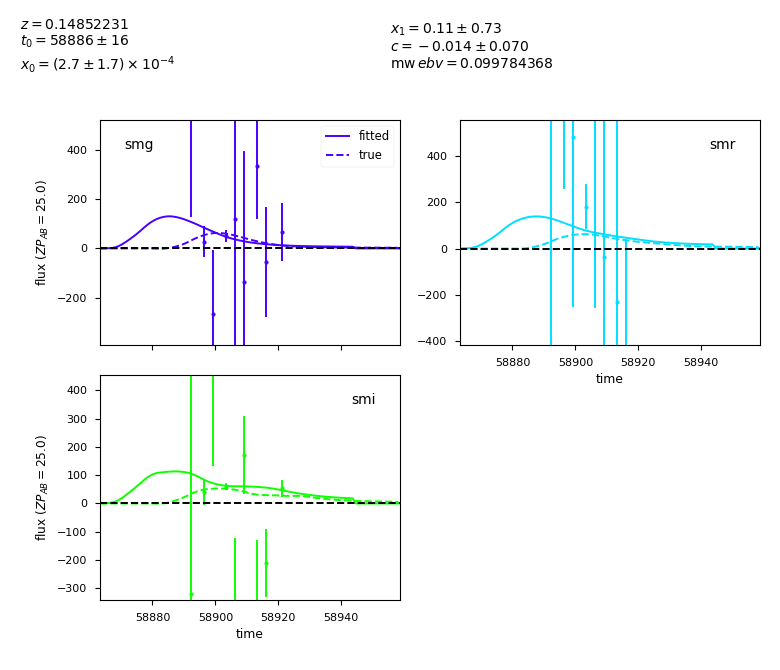 z = 0.14852231
t₀ = 58886 ± 16
x₀ = (2.7 ± 1.7) × 10⁻⁴
x₁ = 0.11 ± 0.73
c = −0.014 ± 0.070
mw ebv = 0.099784368
smg
fitted
true
400
200
0
−200
flux (ZP_AB = 25.0)
smr
400
200
0
−200
−400
58880 58900 58920 58940
time
smi
400
300
200
100
0
−100
−200
−300
flux (ZP_AB = 25.0)
58880 58900 58920 58940
time